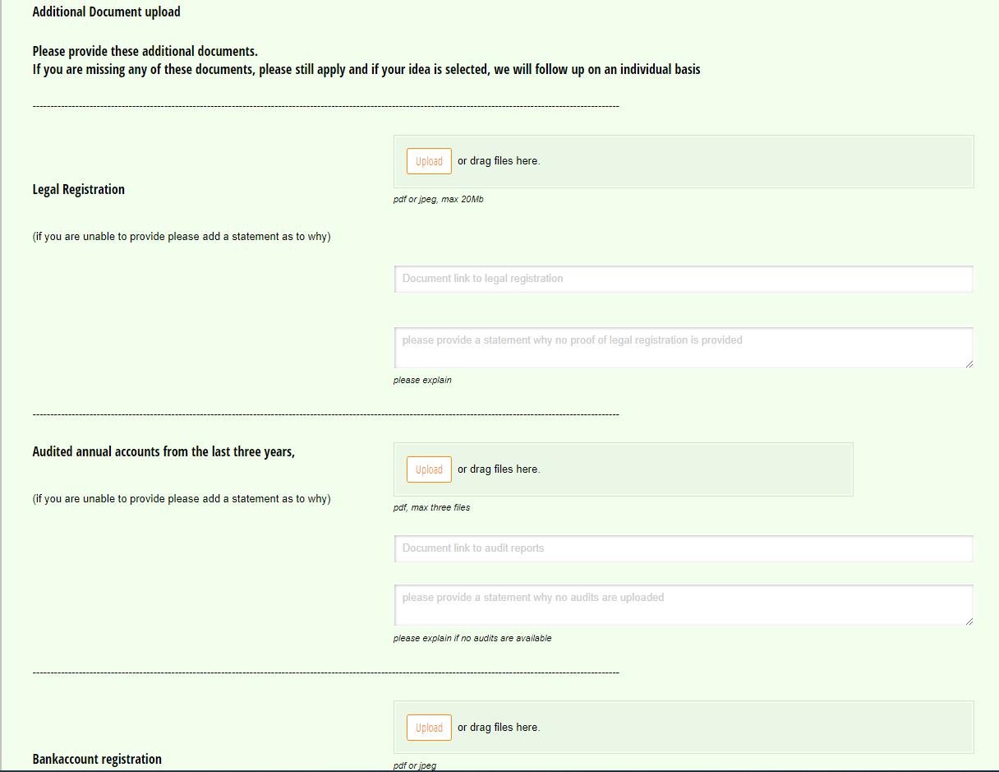 Additional Document upload
Please provide these additional documents.
If you are missing any of these documents, please still apply and if your idea is selected, we will follow up on an individual basis
Upload or drag files here.
Legal Registration
pdf or jpeg, max 20Mb
(if you are unable to provide please add a statement as to why)
Document link to legal registration
please provide a statement why no proof of legal registration is provided
please explain
Audited annual accounts from the last three years,
Upload or drag files here.
(if you are unable to provide please add a statement as to why)
pdf, max three files
Document link to audit reports
please provide a statement why no audits are uploaded
please explain if no audits are available
Upload or drag files here.
Bankaccount registration
pdf or jpeg